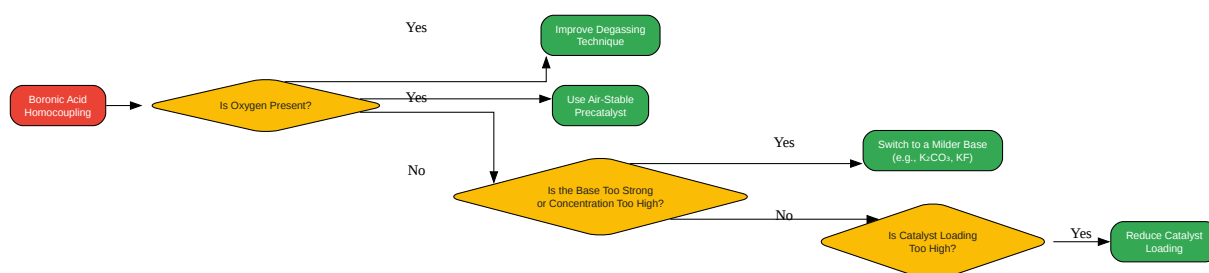 Yes
Improve Degassing
Technique
Boronic Acid
Homocoupling
Is Oxygen Present?
Yes
Use Air-Stable
Precatalyst
No
Yes
Switch to a Milder Base
(e.g., K₂CO₃, KF)
Is the Base Too Strong
or Concentration Too High?
No
Is Catalyst Loading
Too High?
Yes
Reduce Catalyst
Loading